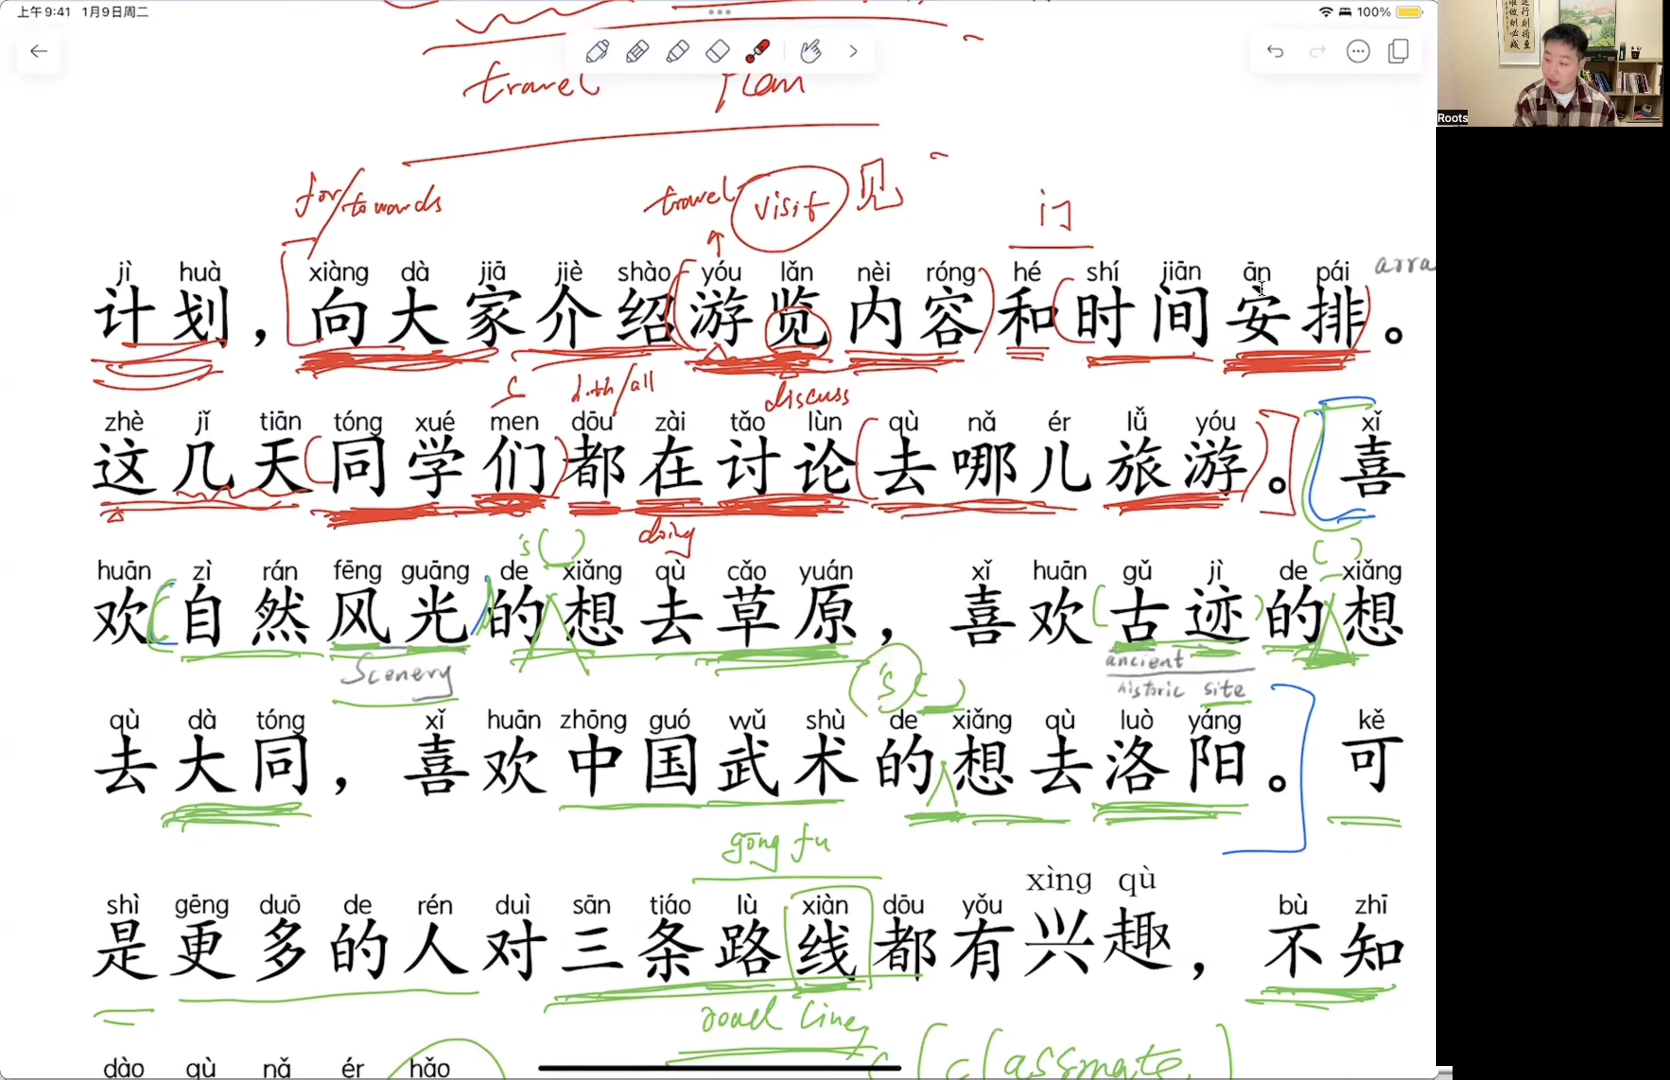 上午9:41 1月9日周二
100%
travel plan
Roots
for/towards travel visit 见 门
jì huà xiàng dà jiā jiè shào yóu lǎn nèi róng hé shí jiān ān pái arra
计划，向大家介绍游览内容和时间安排。
both/all discuss
zhè jǐ tiān tóng xué men dōu zài tǎo lùn qù nǎ ér lǚ yóu xǐ
这几天同学们都在讨论去哪儿旅游。喜
's ( ) doing ( )
huān zì rán fēng guāng de xiǎng qù cǎo yuán xǐ huān gǔ jì de xiǎng
欢自然风光的想去草原，喜欢古迹的想
Scenery 's ( ) ancient
historic site
qù dà tóng xǐ huān zhōng guó wǔ shù de xiǎng qù luò yáng kě
去大同，喜欢中国武术的想去洛阳。可
gōng fu
shì gēng duō de rén duì sān tiáo lù xiàn dōu yǒu xìng qù bù zhī
是更多的人对三条路线都有兴趣，不知
road line
(classmate)
dào qù nǎ ér hǎo